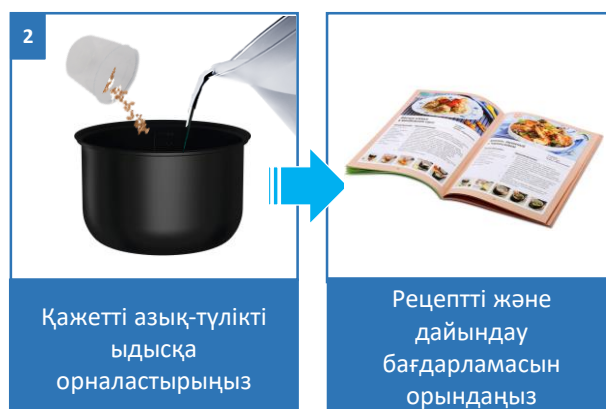 2
Қажетті азық-түлікті
ыдысқа
орналастырыңыз
Рецептті және
дайындау
бағдарламасын
орындаңыз